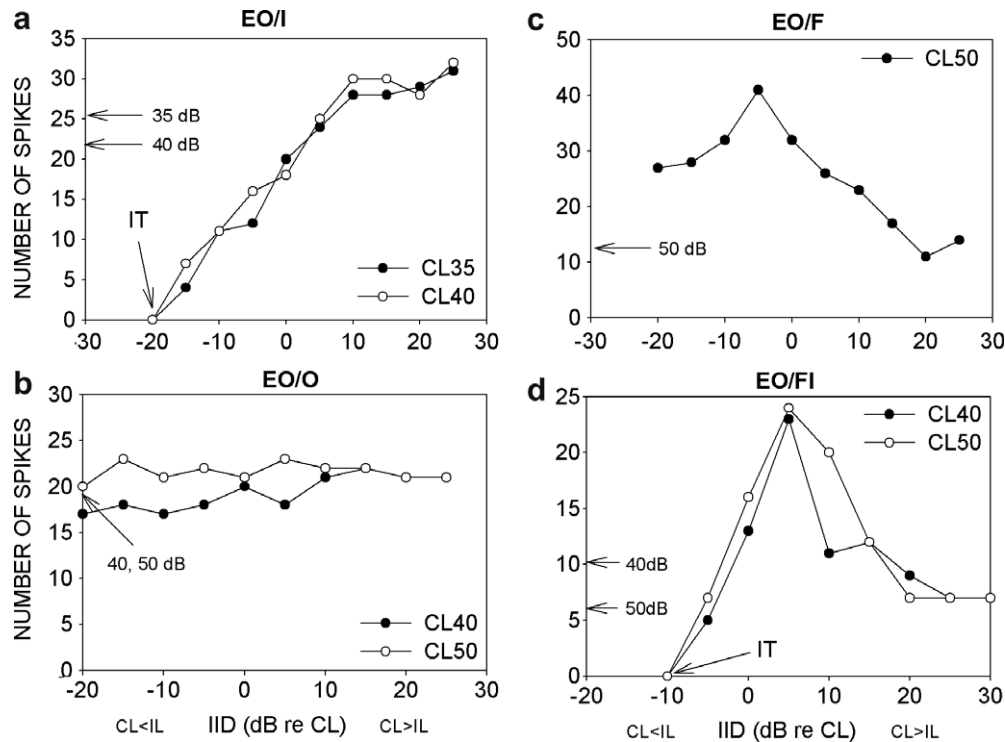 a
EO/I
NUMBER OF SPIKES
35
30
25
20
15
10
5
0
35 dB
40 dB
IT
CL35
CL40
-30 -20 -10 0 10 20 30
b
EO/O
NUMBER OF SPIKES
30
25
20
15
10
5
0
40, 50 dB
CL40
CL50
-20 -10 0 10 20 30
CL<IL IID (dB re CL) CL>IL
c
EO/F
50
40
30
20
10
0
CL50
50 dB
-30 -20 -10 0 10 20 30
d
EO/FI
25
20
15
10
5
0
CL40
CL50
40dB
50dB
IT
-20 -10 0 10 20 30
CL<IL IID (dB re CL) CL>IL